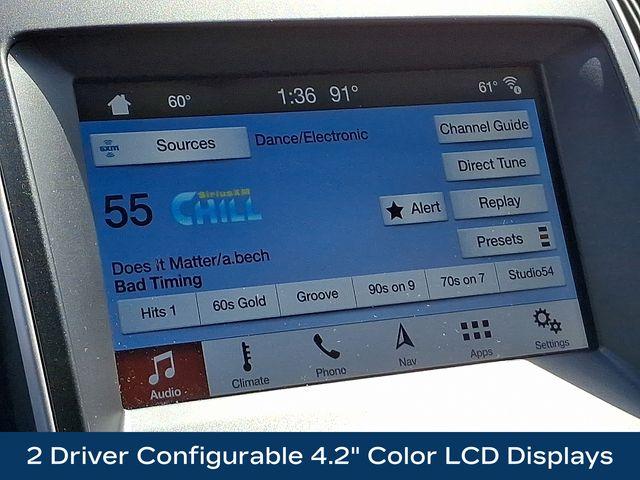 60° 1:36 91° 61°
SXM Sources Dance/Electronic Channel Guide
Direct Tune
55 SiriusXM CHILL ★ Alert Replay
Presets
Does It Matter/a.bech
Bad Timing
Hits 1 60s Gold Groove 90s on 9 70s on 7 Studio54
Audio Climate Phone Nav Apps Settings
2 Driver Configurable 4.2" Color LCD Displays